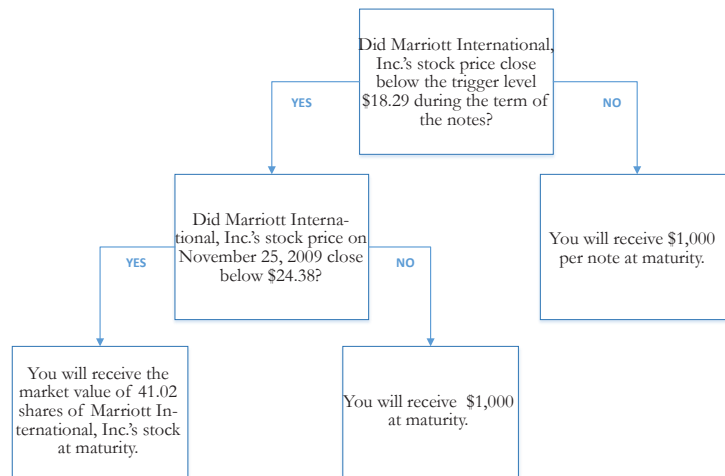 Did Marriott International,
Inc.'s stock price close
below the trigger level
$18.29 during the term of
the notes?
YES
NO
Did Marriott Interna-
tional, Inc.'s stock price on
November 25, 2009 close
below $24.38?
You will receive $1,000
per note at maturity.
YES
NO
You will receive the
market value of 41.02
shares of Marriott In-
ternational, Inc.'s stock
at maturity.
You will receive $1,000
at maturity.